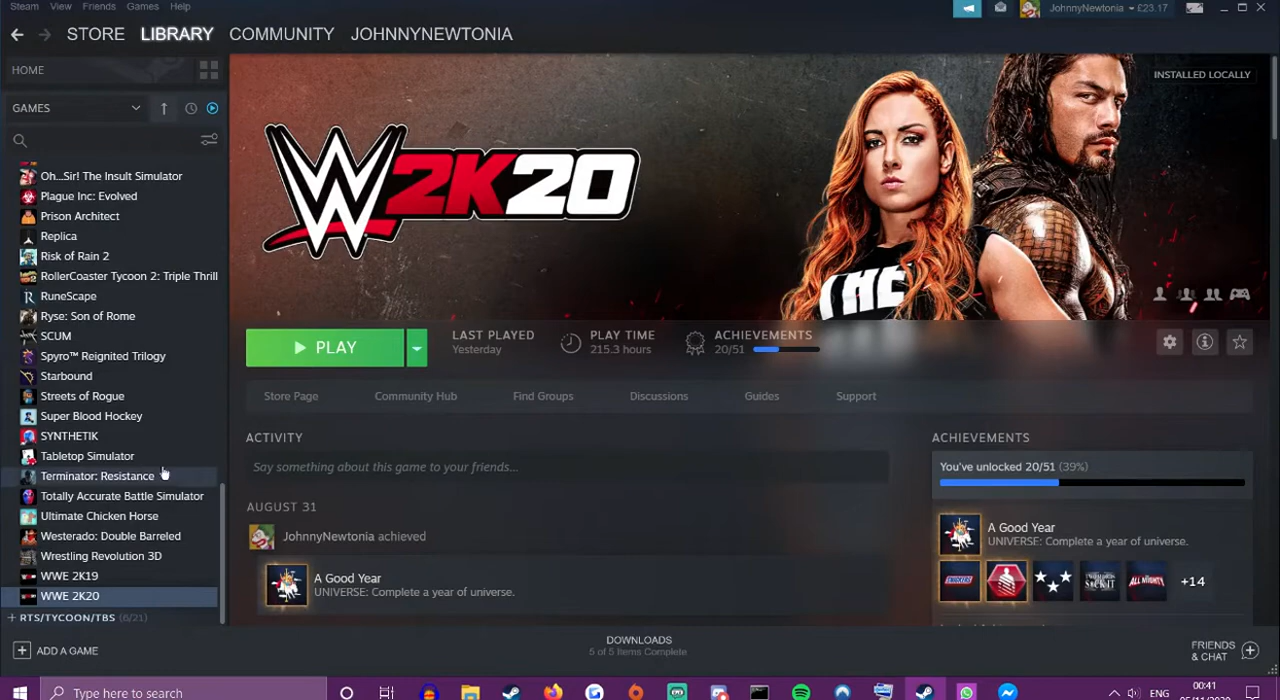 Steam View Friends Games Help
JohnnyNewtonia £23.17
STORE LIBRARY COMMUNITY JOHNNYNEWTONIA
HOME
GAMES
Oh...Sir! The Insult Simulator
Plague Inc: Evolved
Prison Architect
Replica
Risk of Rain 2
RollerCoaster Tycoon 2: Triple Thrill
RuneScape
Ryse: Son of Rome
SCUM
Spyro™ Reignited Trilogy
Starbound
Streets of Rogue
Super Blood Hockey
SYNTHETIK
Tabletop Simulator
Terminator: Resistance
Totally Accurate Battle Simulator
Ultimate Chicken Horse
Westerado: Double Barreled
Wrestling Revolution 3D
WWE 2K19
WWE 2K20
RTS/TYCOON/TBS (6/21)
ADD A GAME
INSTALLED LOCALLY
W 2K20
THE
PLAY
LAST PLAYED
Yesterday
PLAY TIME
215.3 hours
ACHIEVEMENTS
20/51
Store Page Community Hub Find Groups Discussions Guides Support
ACTIVITY
Say something about this game to your friends...
AUGUST 31
JohnnyNewtonia achieved
A Good Year
UNIVERSE: Complete a year of universe.
ACHIEVEMENTS
You've unlocked 20/51 (39%)
A Good Year
UNIVERSE: Complete a year of universe.
SNICKERS
ALL MIGHTY
+14
DOWNLOADS
5 of 5 Items Complete
FRIENDS
& CHAT
Type here to search
ENG
00:41